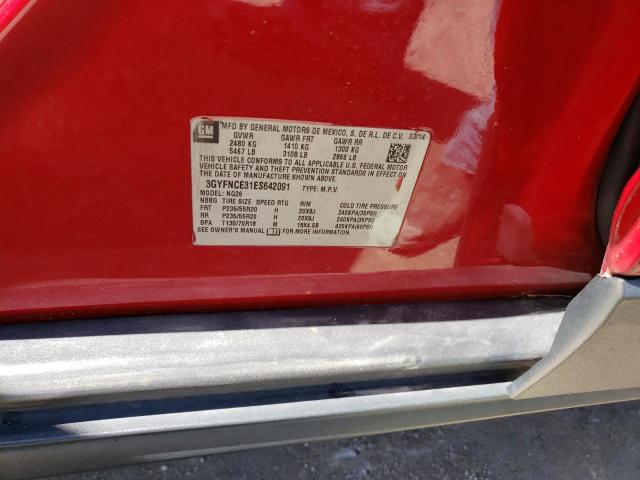 GM MFD BY GENERAL MOTORS DE MEXICO, S. DE R.L. DE C.V. 03/14
GVWR GAWR FRT GAWR RR
2480 KG 1410 KG 1300 KG
5467 LB 3108 LB 2866 LB
THIS VEHICLE CONFORMS TO ALL APPLICABLE U.S. FEDERAL MOTOR
VEHICLE SAFETY AND THEFT PREVENTION STANDARDS IN EFFECT ON
THE DATE OF MANUFACTURE SHOWN ABOVE.
3GYFNCE31ES642091 TYPE: M.P.V.
MODEL: NG26
NBBG TIRE SIZE SPEED RTG RIM COLD TIRE PRESSURE
FRT P235/55R20 H 20X8J 240KPA(35PSI)
RR P235/55R20 H 20X8J 240KPA(35PSI)
SPA T135/70R18 M 18X4.5B 420KPA(60PSI)
SEE OWNER'S MANUAL